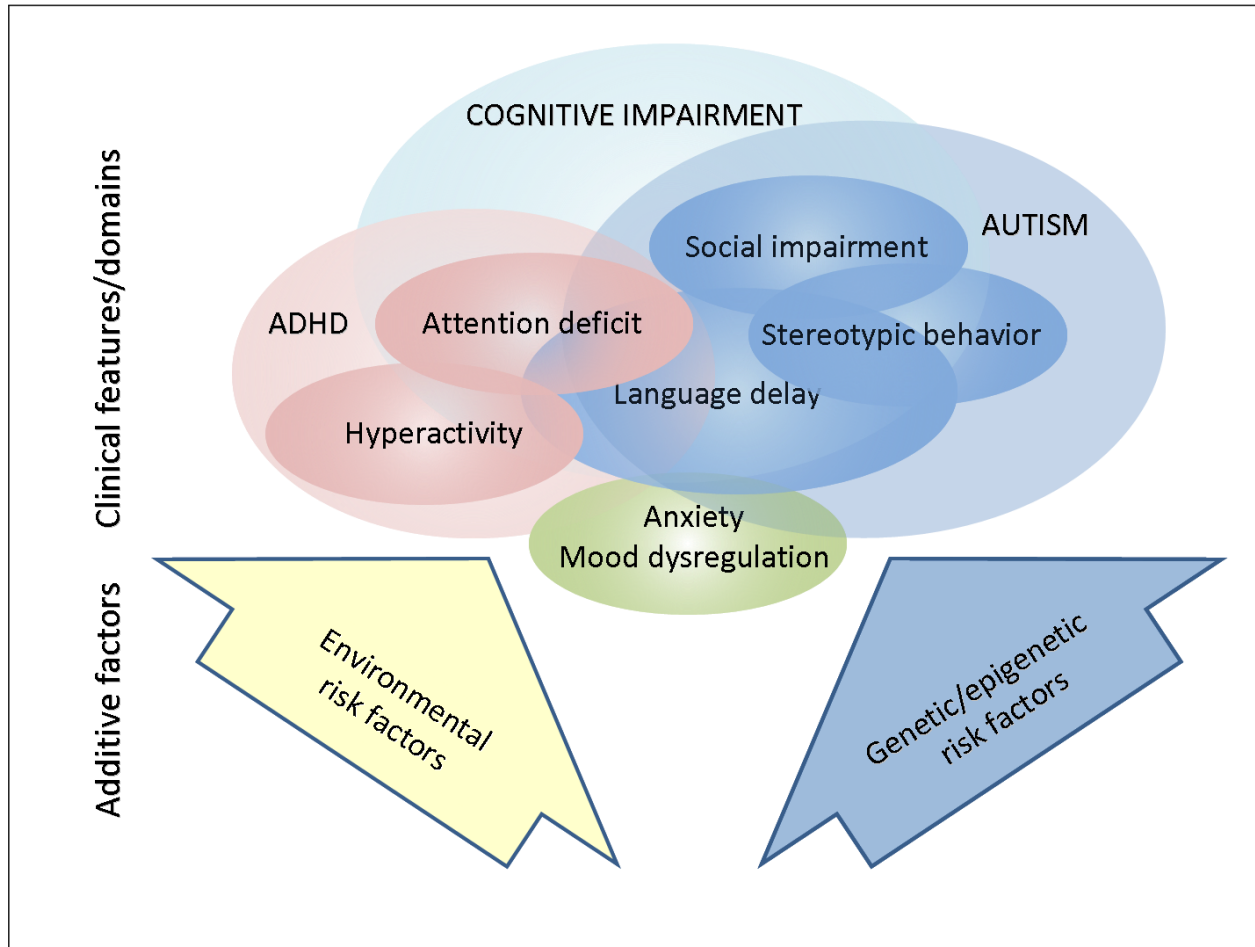 COGNITIVE IMPAIRMENT
AUTISM
Social impairment
ADHD
Attention deficit
Stereotypic behavior
Language delay
Hyperactivity
Anxiety
Mood dysregulation
Clinical features/domains
Additive factors
Environmental
risk factors
Genetic/epigenetic
risk factors